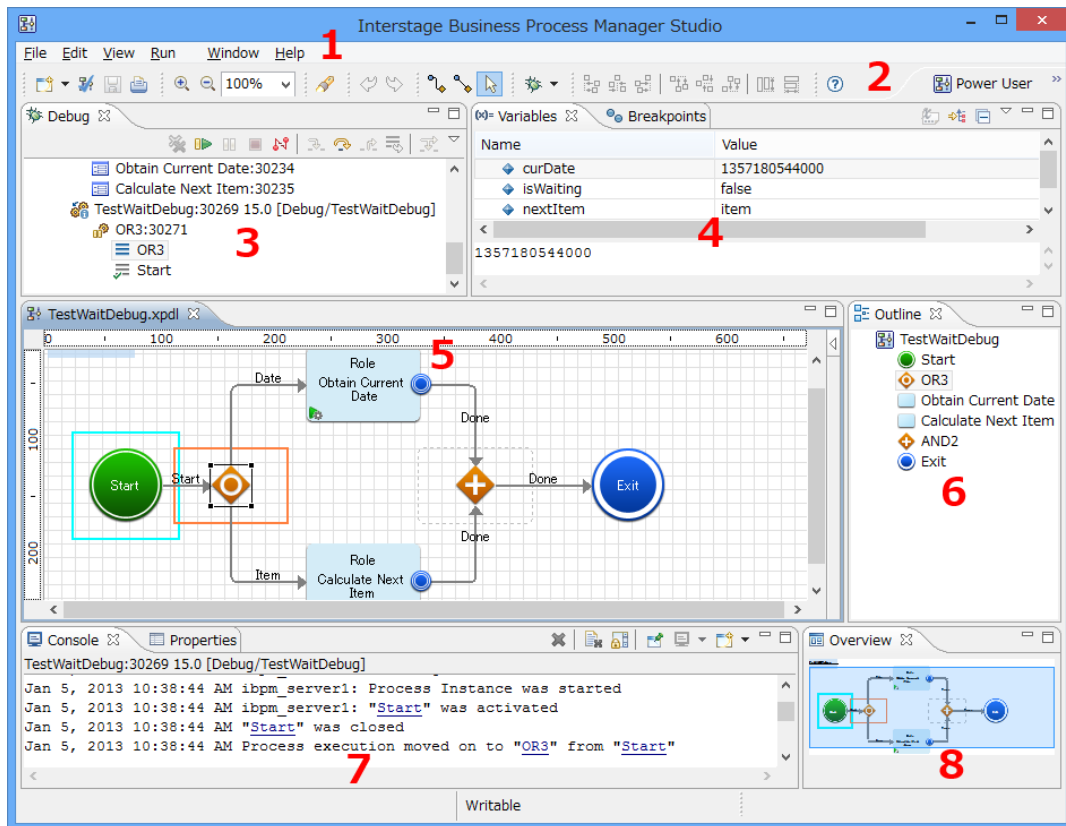 Interstage Business Process Manager Studio
File Edit View Run Window Help
1
100%
2
Power User
Debug
Obtain Current Date:30234
Calculate Next Item:30235
TestWaitDebug:30269 15.0 [Debug/TestWaitDebug]
OR3:30271
OR3
Start
3
(x)= Variables
Breakpoints
Name Value
curDate 1357180544000
isWaiting false
nextItem item
4
1357180544000
TestWaitDebug.xpdl
0 100 200 300 400 500 600
100
200
5
Role
Obtain Current
Date
Date
Done
Start
Start
Done
Exit
Done
Item
Role
Calculate Next
Item
Outline
TestWaitDebug
Start
OR3
Obtain Current Date
Calculate Next Item
AND2
Exit
6
Console
Properties
TestWaitDebug:30269 15.0 [Debug/TestWaitDebug]
Jan 5, 2013 10:38:44 AM ibpm_server1: Process Instance was started
Jan 5, 2013 10:38:44 AM ibpm_server1: "Start" was activated
Jan 5, 2013 10:38:44 AM "Start" was closed
Jan 5, 2013 10:38:44 AM Process execution moved on to "OR3" from "Start"
7
Overview
8
Writable